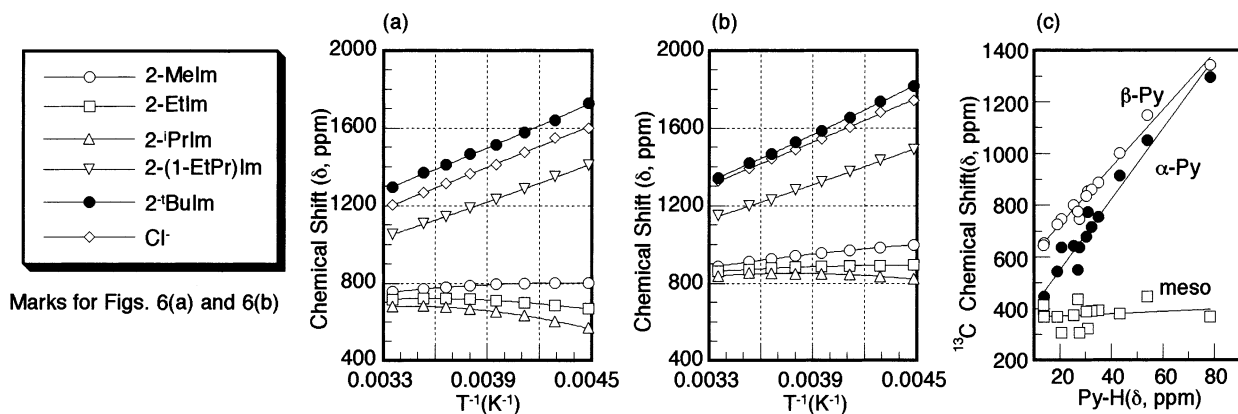 2-MeIm
2-EtIm
2-ⁱPrIm
2-(1-EtPr)Im
2-ᵗBuIm
Cl⁻
Marks for Figs. 6(a) and 6(b)
(a)
Chemical Shift (δ, ppm)
2000
1600
1200
800
400
0.0033 0.0039 0.0045
T⁻¹(K⁻¹)
(b)
Chemical Shift (δ, ppm)
2000
1600
1200
800
400
0.0033 0.0039 0.0045
T⁻¹(K⁻¹)
(c)
¹³C Chemical Shift(δ, ppm)
1400
1200
1000
800
600
400
200
β-Py
α-Py
meso
20 40 60 80
Py-H(δ, ppm)